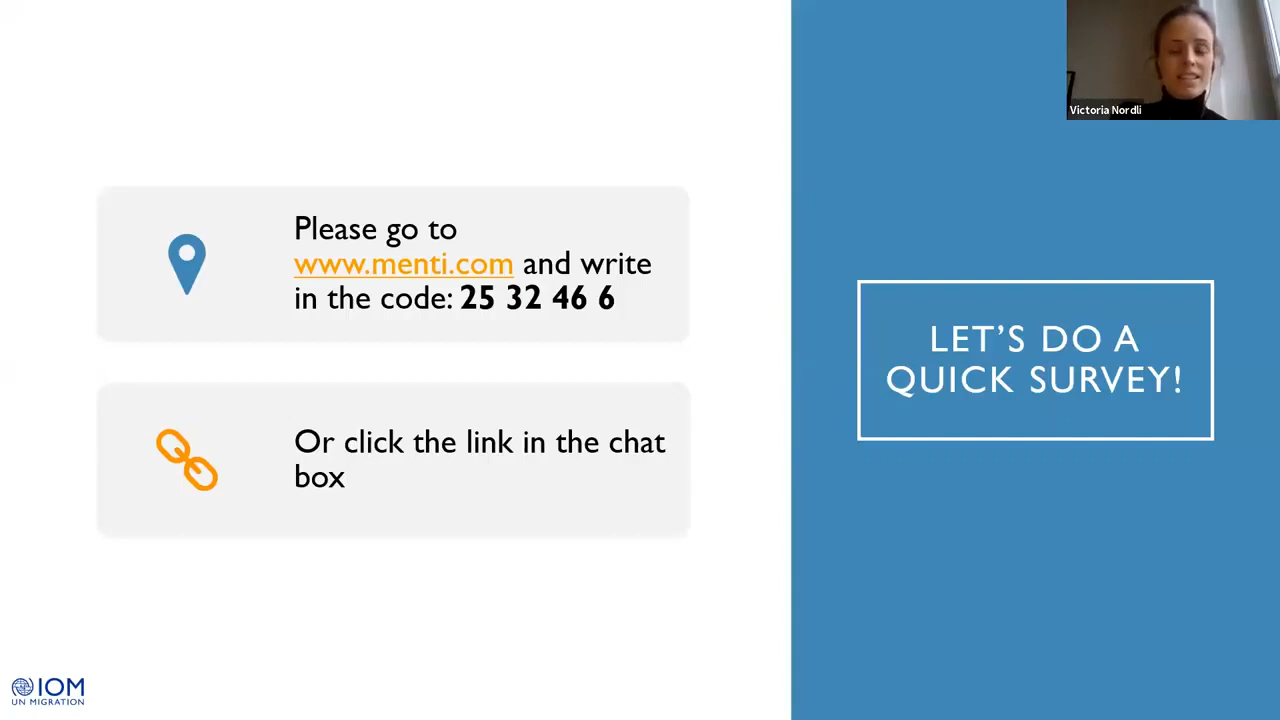 Please go to
www.menti.com and write
in the code: 25 32 46 6
Or click the link in the chat
box
LET'S DO A
QUICK SURVEY!
Victoria Nordli
IOM
UN MIGRATION